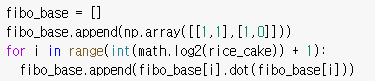 fibo_base = []
fibo_base.append(np.array([[1,1],[1,0]]))
for i in range(int(math.log2(rice_cake)) + 1):
  fibo_base.append(fibo_base[i].dot(fibo_base[i]))